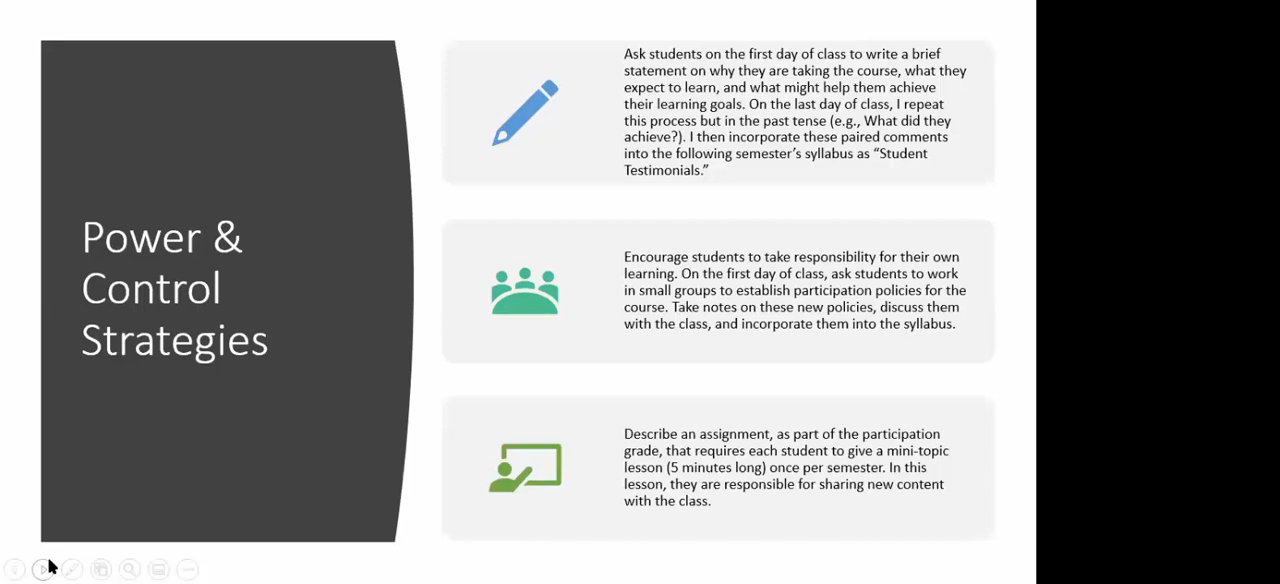 Power &
Control
Strategies
Ask students on the first day of class to write a brief
statement on why they are taking the course, what they
expect to learn, and what might help them achieve
their learning goals. On the last day of class, I repeat
this process but in the past tense (e.g., What did they
achieve?). I then incorporate these paired comments
into the following semester’s syllabus as “Student
Testimonials.”
Encourage students to take responsibility for their own
learning. On the first day of class, ask students to work
in small groups to establish participation policies for the
course. Take notes on these new policies, discuss them
with the class, and incorporate them into the syllabus.
Describe an assignment, as part of the participation
grade, that requires each student to give a mini-topic
lesson (5 minutes long) once per semester. In this
lesson, they are responsible for sharing new content
with the class.